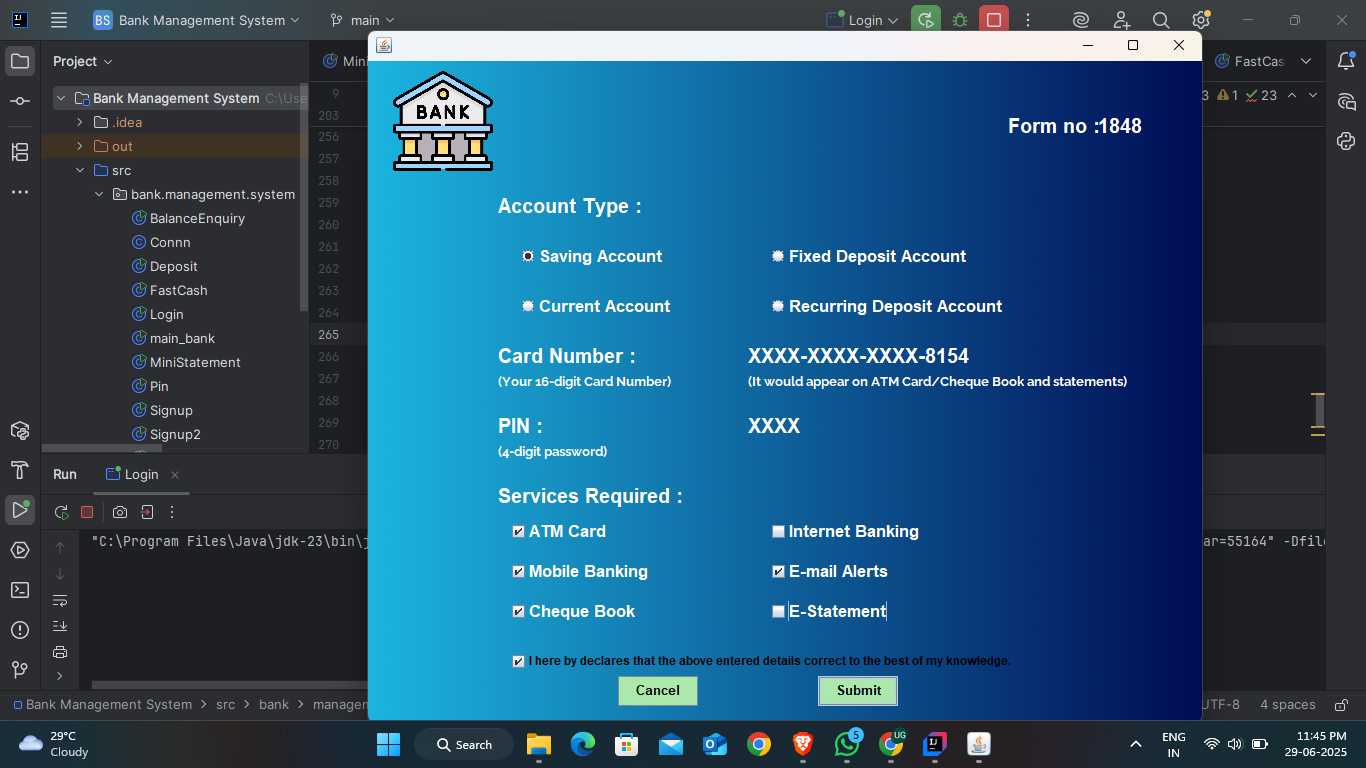 BS Bank Management System
main
Login
Project
Mini
FastCas
Bank Management System C:\Use
.idea
out
src
bank.management.system
BalanceEnquiry
Connn
Deposit
FastCash
Login
main_bank
MiniStatement
Pin
Signup
Signup2
9
203
256
257
258
259
260
261
262
263
264
265
266
267
268
269
270
3 1 23
BANK
Form no :1848
Account Type :
Saving Account
Fixed Deposit Account
Current Account
Recurring Deposit Account
Card Number :
XXXX-XXXX-XXXX-8154
(Your 16-digit Card Number)
(It would appear on ATM Card/Cheque Book and statements)
PIN :
XXXX
(4-digit password)
Services Required :
ATM Card
Internet Banking
Mobile Banking
E-mail Alerts
Cheque Book
E-Statement
I here by declares that the above entered details correct to the best of my knowledge.
Cancel
Submit
Run
Login
"C:\Program Files\Java\jdk-23\bin\j
ar=55164" -Dfile
Bank Management System > src > bank > managem
UTF-8
4 spaces
29°C
Cloudy
Search
5
UG
ENG
IN
11:45 PM
29-06-2025